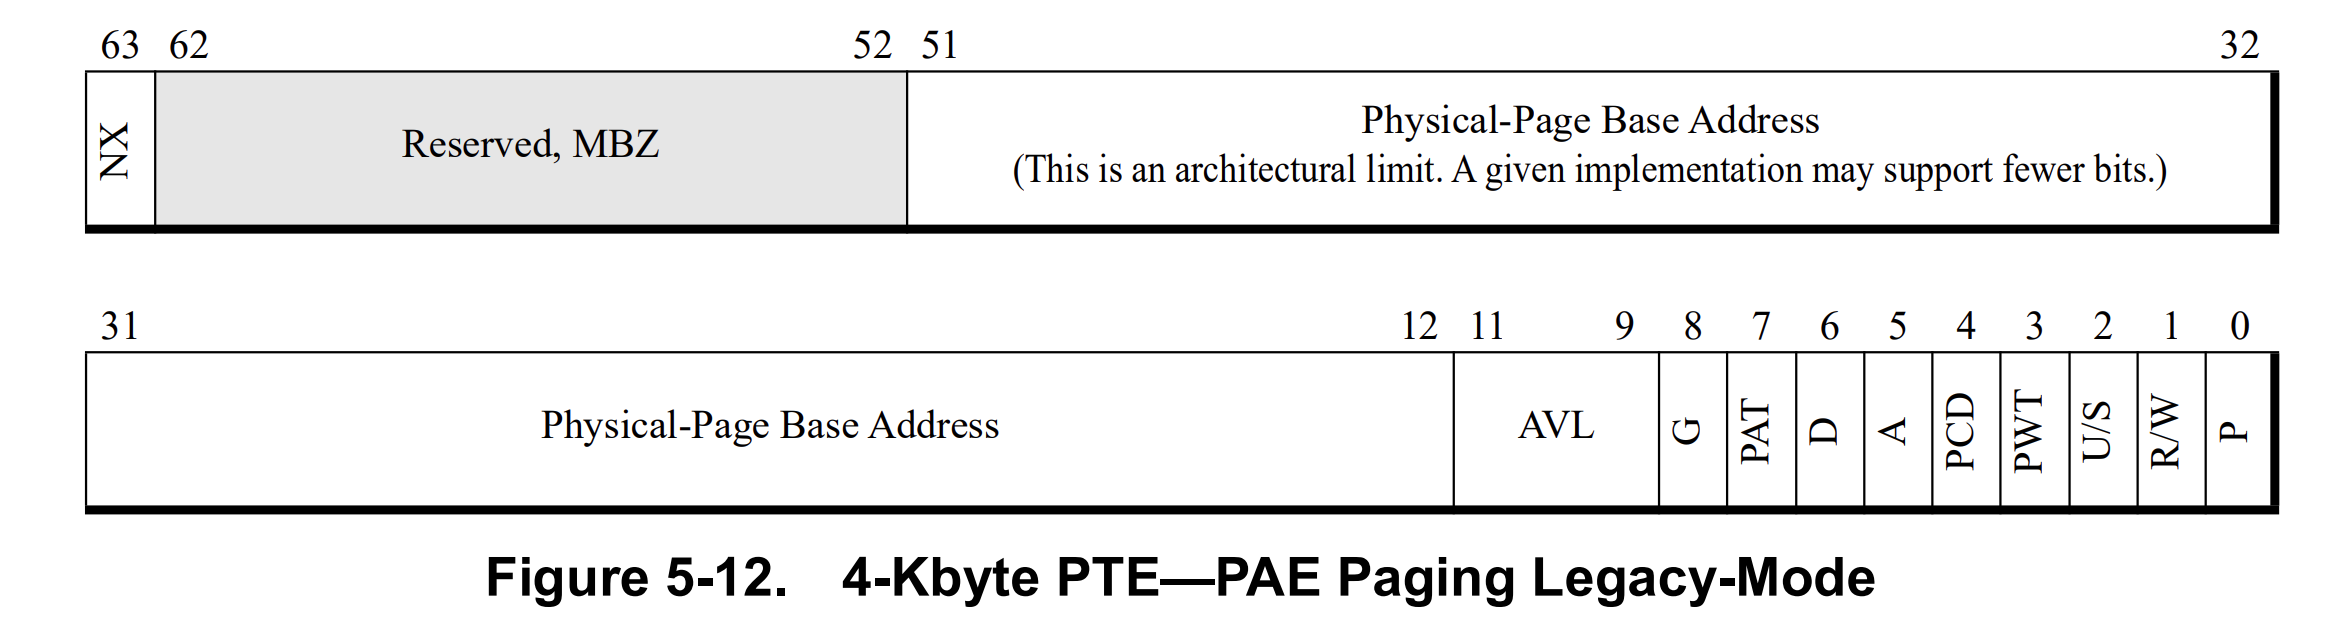 63 62 52 51 32
NX
Reserved, MBZ
Physical-Page Base Address
(This is an architectural limit. A given implementation may support fewer bits.)
31 12 11 9 8 7 6 5 4 3 2 1 0
Physical-Page Base Address AVL G PAT D A PCD PWT U/S R/W P
Figure 5-12. 4-Kbyte PTE—PAE Paging Legacy-Mode